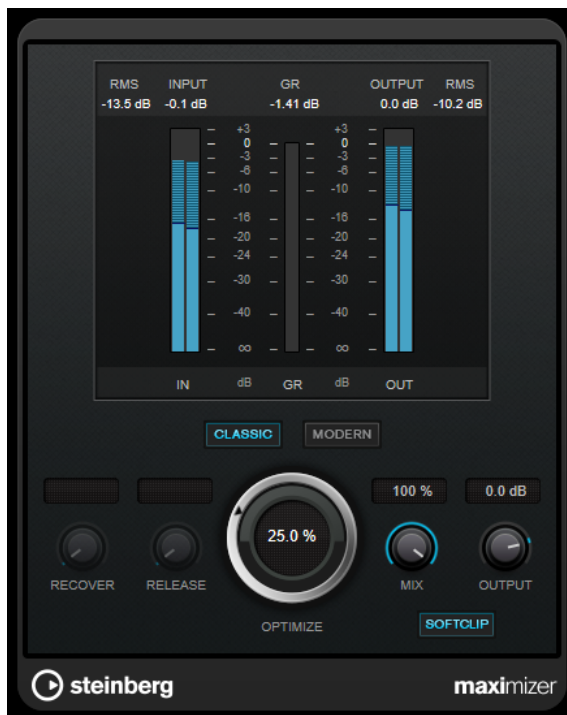 RMS INPUT GR OUTPUT RMS
-13.5 dB -0.1 dB -1.41 dB 0.0 dB -10.2 dB
+3 +3
0 0
-3 -3
-6 -6
-10 -10
-16 -16
-20 -20
-24 -24
-30 -30
-40 -40
∞ ∞
IN dB GR dB OUT
CLASSIC MODERN
100 % 0.0 dB
25.0 %
RECOVER RELEASE MIX OUTPUT
OPTIMIZE SOFTCLIP
steinberg maximizer